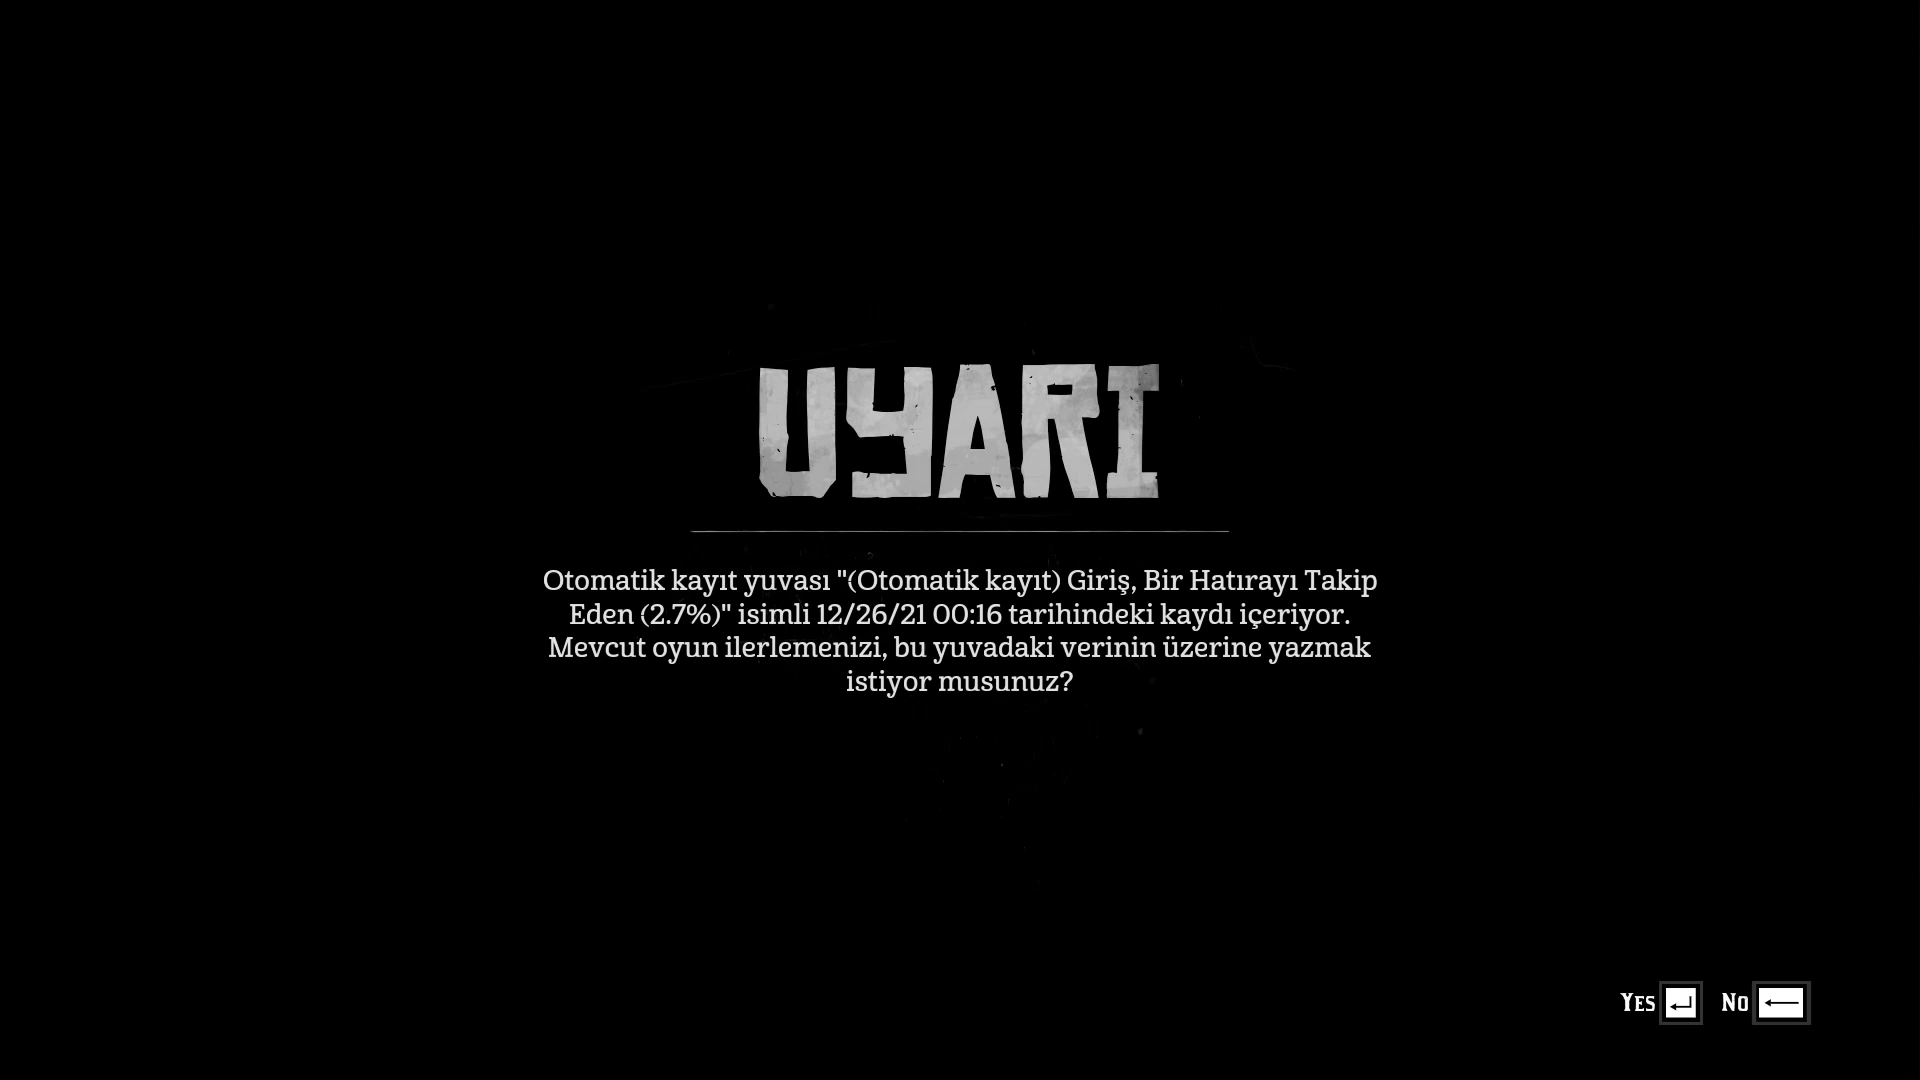 UYARI
Otomatik kayıt yuvası "(Otomatik kayıt) Giriş, Bir Hatırayı Takip
Eden (2.7%)" isimli 12/26/21 00:16 tarihindeki kaydı içeriyor.
Mevcut oyun ilerlemenizi, bu yuvadaki verinin üzerine yazmak
istiyor musunuz?
Yes No